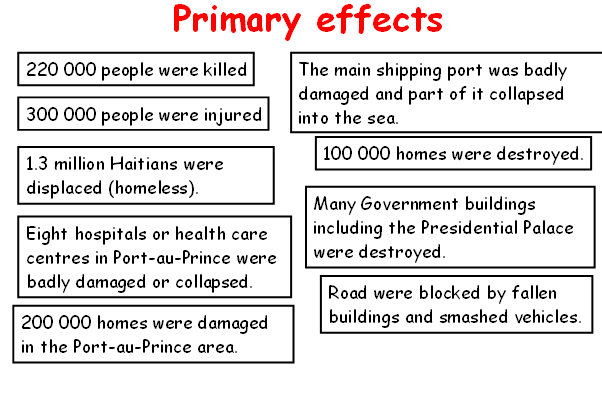 Primary effects
220 000 people were killed
300 000 people were injured
1.3 million Haitians were
displaced (homeless).
Eight hospitals or health care
centres in Port-au-Prince were
badly damaged or collapsed.
200 000 homes were damaged
in the Port-au-Prince area.
The main shipping port was badly
damaged and part of it collapsed
into the sea.
100 000 homes were destroyed.
Many Government buildings
including the Presidential Palace
were destroyed.
Road were blocked by fallen
buildings and smashed vehicles.